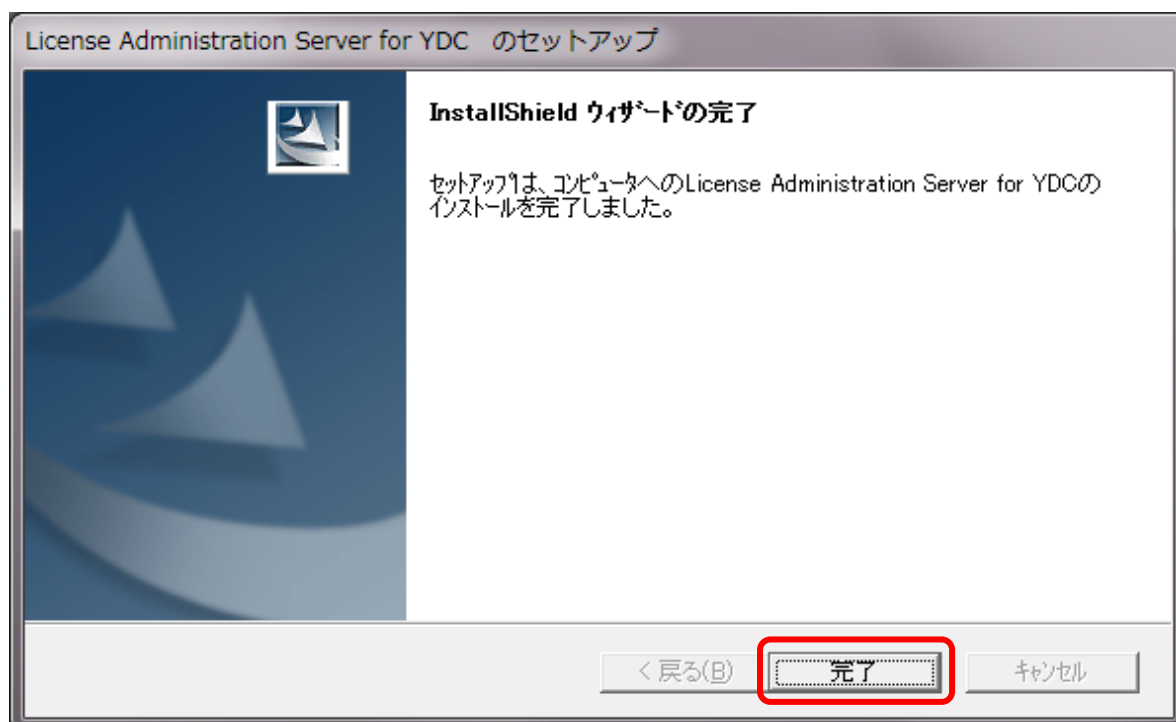 License Administration Server for YDC のセットアップ
InstallShield ウィザードの完了
セットアップは、コンピュータへのLicense Administration Server for YDCの
インストールを完了しました。
< 戻る(B)
完了
キャンセル